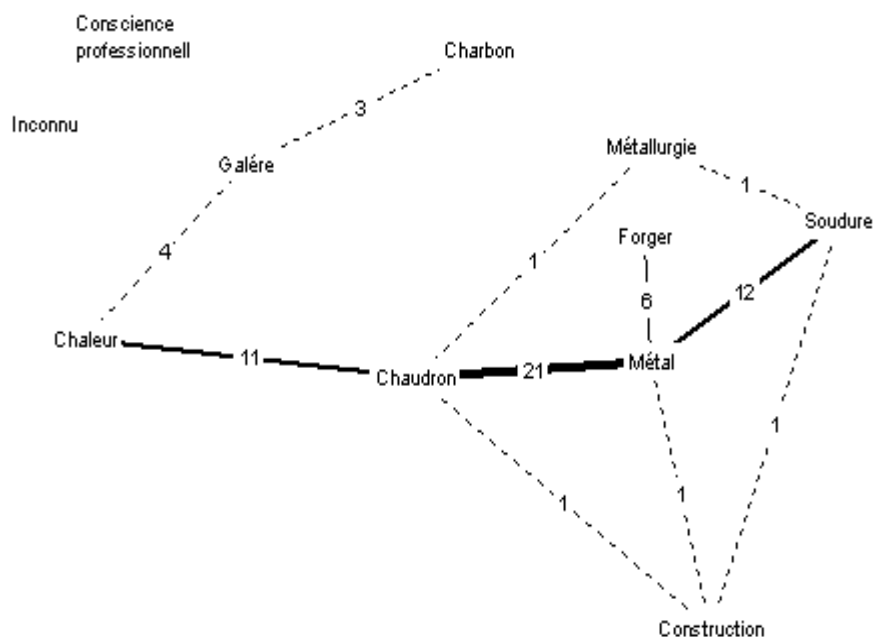 Conscience
professionnell
Charbon
Inconnu
3
Galére
Métallurgie
1
Soudure
Forger
4
1
6
12
Chaleur
11
Chaudron
21
Métal
1
1
1
Construction